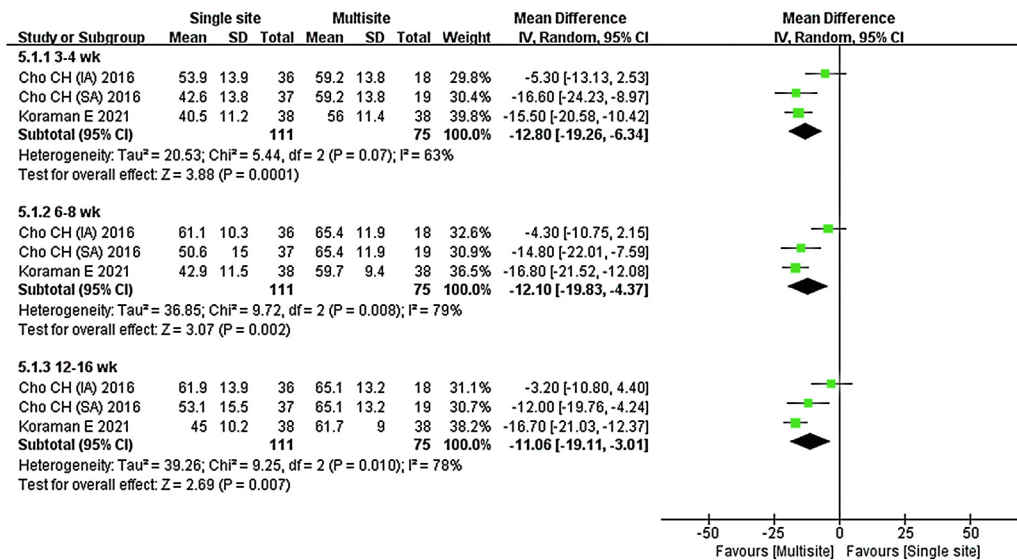 Single site Multisite Mean Difference Mean Difference
Study or Subgroup Mean SD Total Mean SD Total Weight IV, Random, 95% CI IV, Random, 95% CI
5.1.1 3-4 wk
Cho CH (IA) 2016 53.9 13.9 36 59.2 13.8 18 29.8% -5.30 [-13.13, 2.53]
Cho CH (SA) 2016 42.6 13.8 37 59.2 13.8 19 30.4% -16.60 [-24.23, -8.97]
Koraman E 2021 40.5 11.2 38 56 11.4 38 39.8% -15.50 [-20.58, -10.42]
Subtotal (95% CI) 111 75 100.0% -12.80 [-19.26, -6.34]
Heterogeneity: Tau² = 20.53; Chi² = 5.44, df = 2 (P = 0.07); I² = 63%
Test for overall effect: Z = 3.88 (P = 0.0001)
5.1.2 6-8 wk
Cho CH (IA) 2016 61.1 10.3 36 65.4 11.9 18 32.6% -4.30 [-10.75, 2.15]
Cho CH (SA) 2016 50.6 15 37 65.4 11.9 19 30.9% -14.80 [-22.01, -7.59]
Koraman E 2021 42.9 11.5 38 59.7 9.4 38 36.5% -16.80 [-21.52, -12.08]
Subtotal (95% CI) 111 75 100.0% -12.10 [-19.83, -4.37]
Heterogeneity: Tau² = 36.85; Chi² = 9.72, df = 2 (P = 0.008); I² = 79%
Test for overall effect: Z = 3.07 (P = 0.002)
5.1.3 12-16 wk
Cho CH (IA) 2016 61.9 13.9 36 65.1 13.2 18 31.1% -3.20 [-10.80, 4.40]
Cho CH (SA) 2016 53.1 15.5 37 65.1 13.2 19 30.7% -12.00 [-19.76, -4.24]
Koraman E 2021 45 10.2 38 61.7 9 38 38.2% -16.70 [-21.03, -12.37]
Subtotal (95% CI) 111 75 100.0% -11.06 [-19.11, -3.01]
Heterogeneity: Tau² = 39.26; Chi² = 9.25, df = 2 (P = 0.010); I² = 78%
Test for overall effect: Z = 2.69 (P = 0.007)
-50 -25 0 25 50
Favours [Multisite] Favours [Single site]